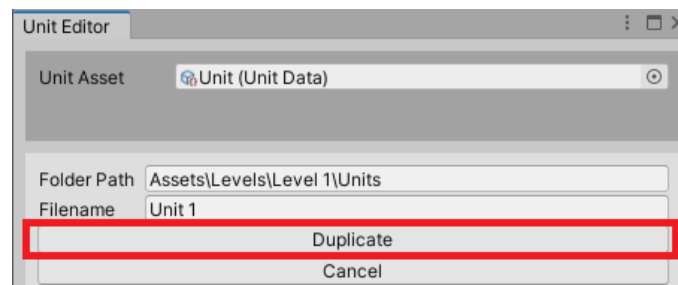 Unit Editor
Unit Asset Unit (Unit Data)
Folder Path Assets\Levels\Level 1\Units
Filename Unit 1
Duplicate
Cancel